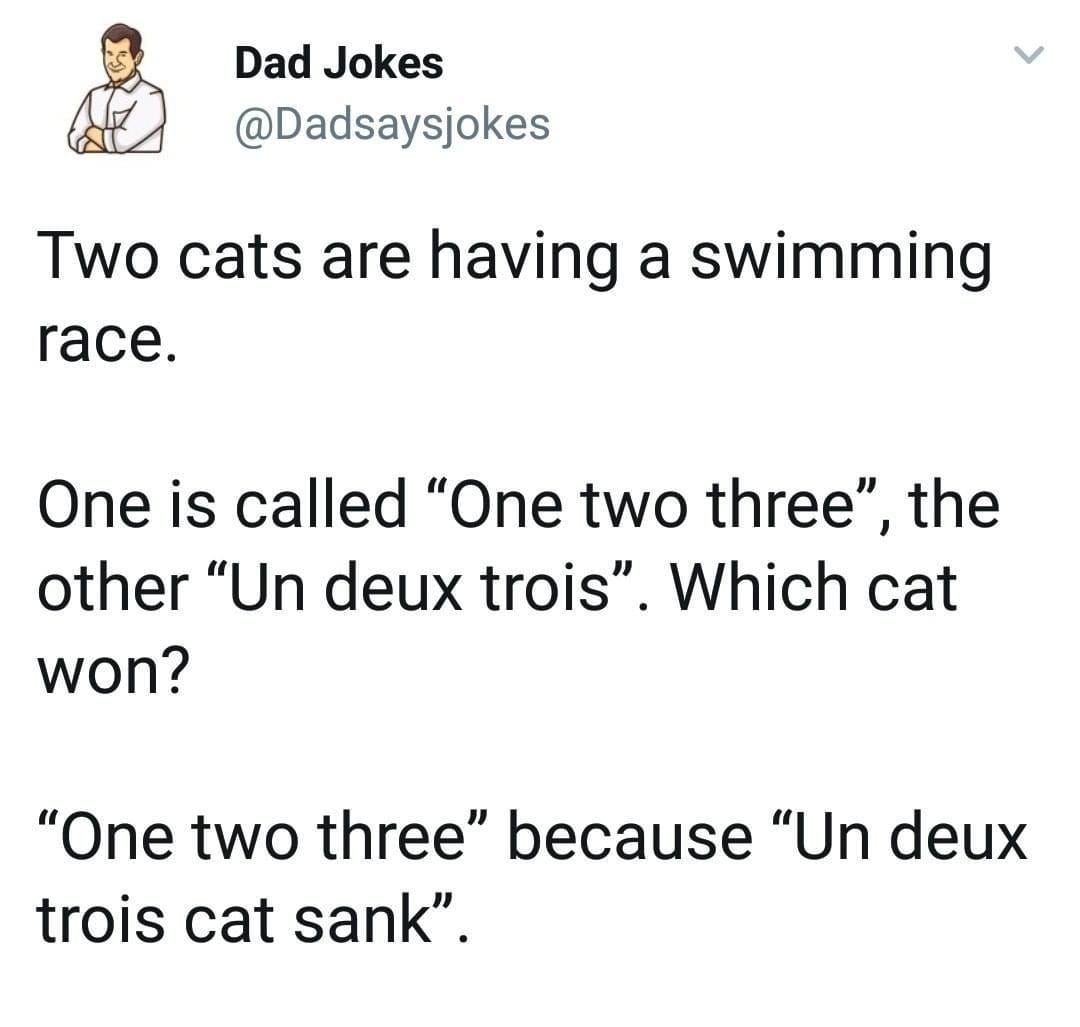 Dad Jokes
@Dadsaysjokes
Two cats are having a swimming
race.
One is called “One two three”, the
other “Un deux trois”. Which cat
won?
“One two three” because “Un deux
trois cat sank”.